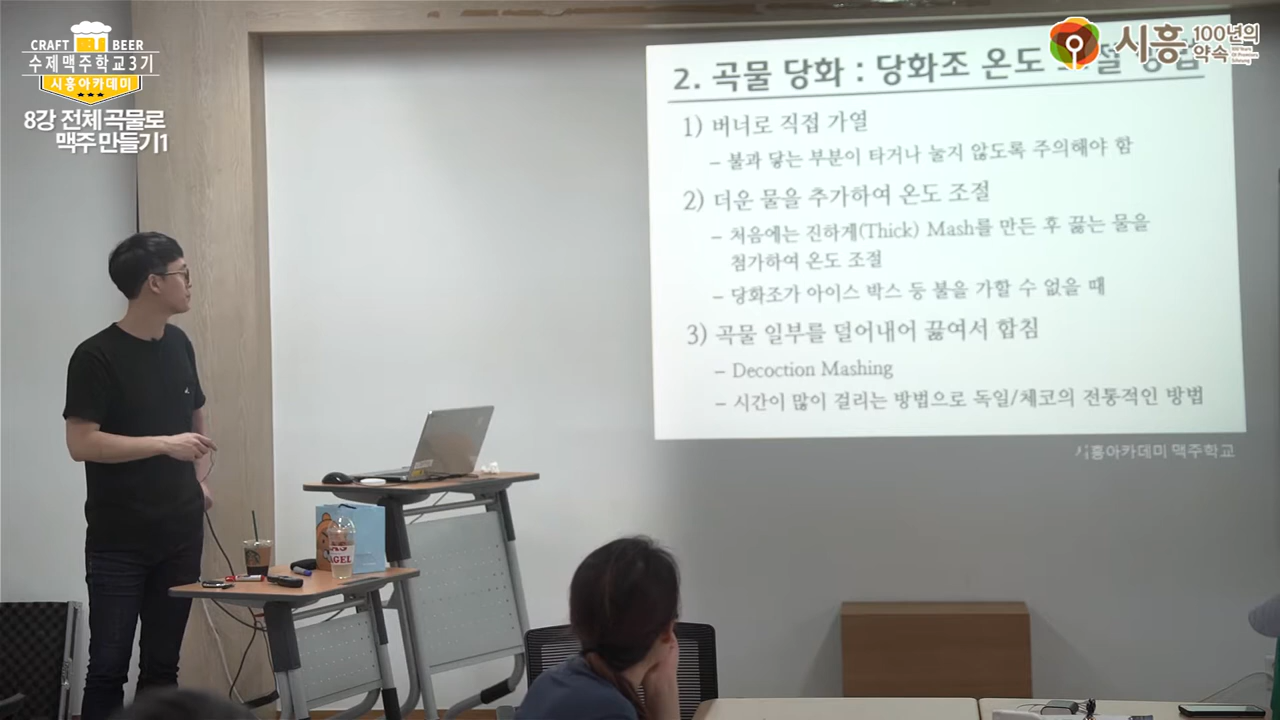 CRAFT BEER
수제맥주학교3기
시흥아카데미
8강 전체곡물로
맥주 만들기1
시흥 100년의
약속
2. 곡물 당화 : 당화조 온도
1) 버너로 직접 가열
– 불과 닿는 부분이 타거나 눋지 않도록 주의해야 함
2) 더운 물을 추가하여 온도 조절
– 처음에는 진하게(Thick) Mash를 만든 후 끓는 물을
첨가하여 온도 조절
– 당화조가 아이스 박스 등 불을 가할 수 없을 때
3) 곡물 일부를 덜어내어 끓여서 합침
– Decoction Mashing
– 시간이 많이 걸리는 방법으로 독일/체코의 전통적인 방법
시흥아카데미 맥주학교